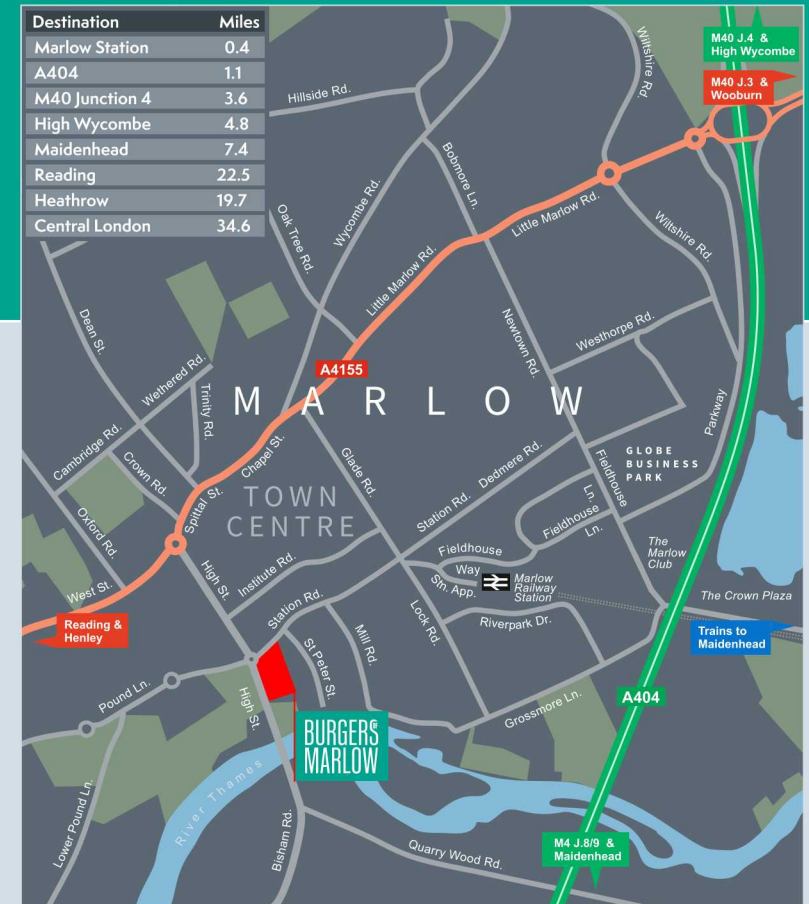 Destination Miles
Marlow Station 0.4
A404 1.1
M40 Junction 4 3.6
High Wycombe 4.8
Maidenhead 7.4
Reading 22.5
Heathrow 19.7
Central London 34.6
M40 J.4 &
High Wycombe
M40 J.3 &
Wooburn
Wiltshire Rd.
Hillside Rd.
Bobmore Ln.
Wycombe Rd.
Oak Tree Rd.
Little Marlow Rd.
Little Marlow Rd.
Wiltshire Rd.
Dean St.
Newtown Rd.
Westhorpe Rd.
A4155
Wethered Rd.
Trinity Rd.
MARLOW
Parkway
Cambridge Rd.
Crown Rd.
Chapel St.
Glade Rd.
Dedmere Rd.
Station Rd.
GLOBE
BUSINESS
PARK
Fieldhouse
Ln.
Fieldhouse
Ln.
TOWN
CENTRE
Spittal St.
Oxford Rd.
The
Marlow
Club
Fieldhouse
Way
Stn. App.
Marlow
Railway
Station
High St.
Institute Rd.
West St.
The Crown Plaza
Reading &
Henley
Station Rd.
Lock Rd.
Riverpark Dr.
Trains to
Maidenhead
Mill Rd.
St Peter St.
Pound Ln.
High St.
Grossmore Ln.
A404
BURGERS
MARLOW
River Thames
Lower Pound Ln.
Bisham Rd.
Quarry Wood Rd.
M4 J.8/9 &
Maidenhead